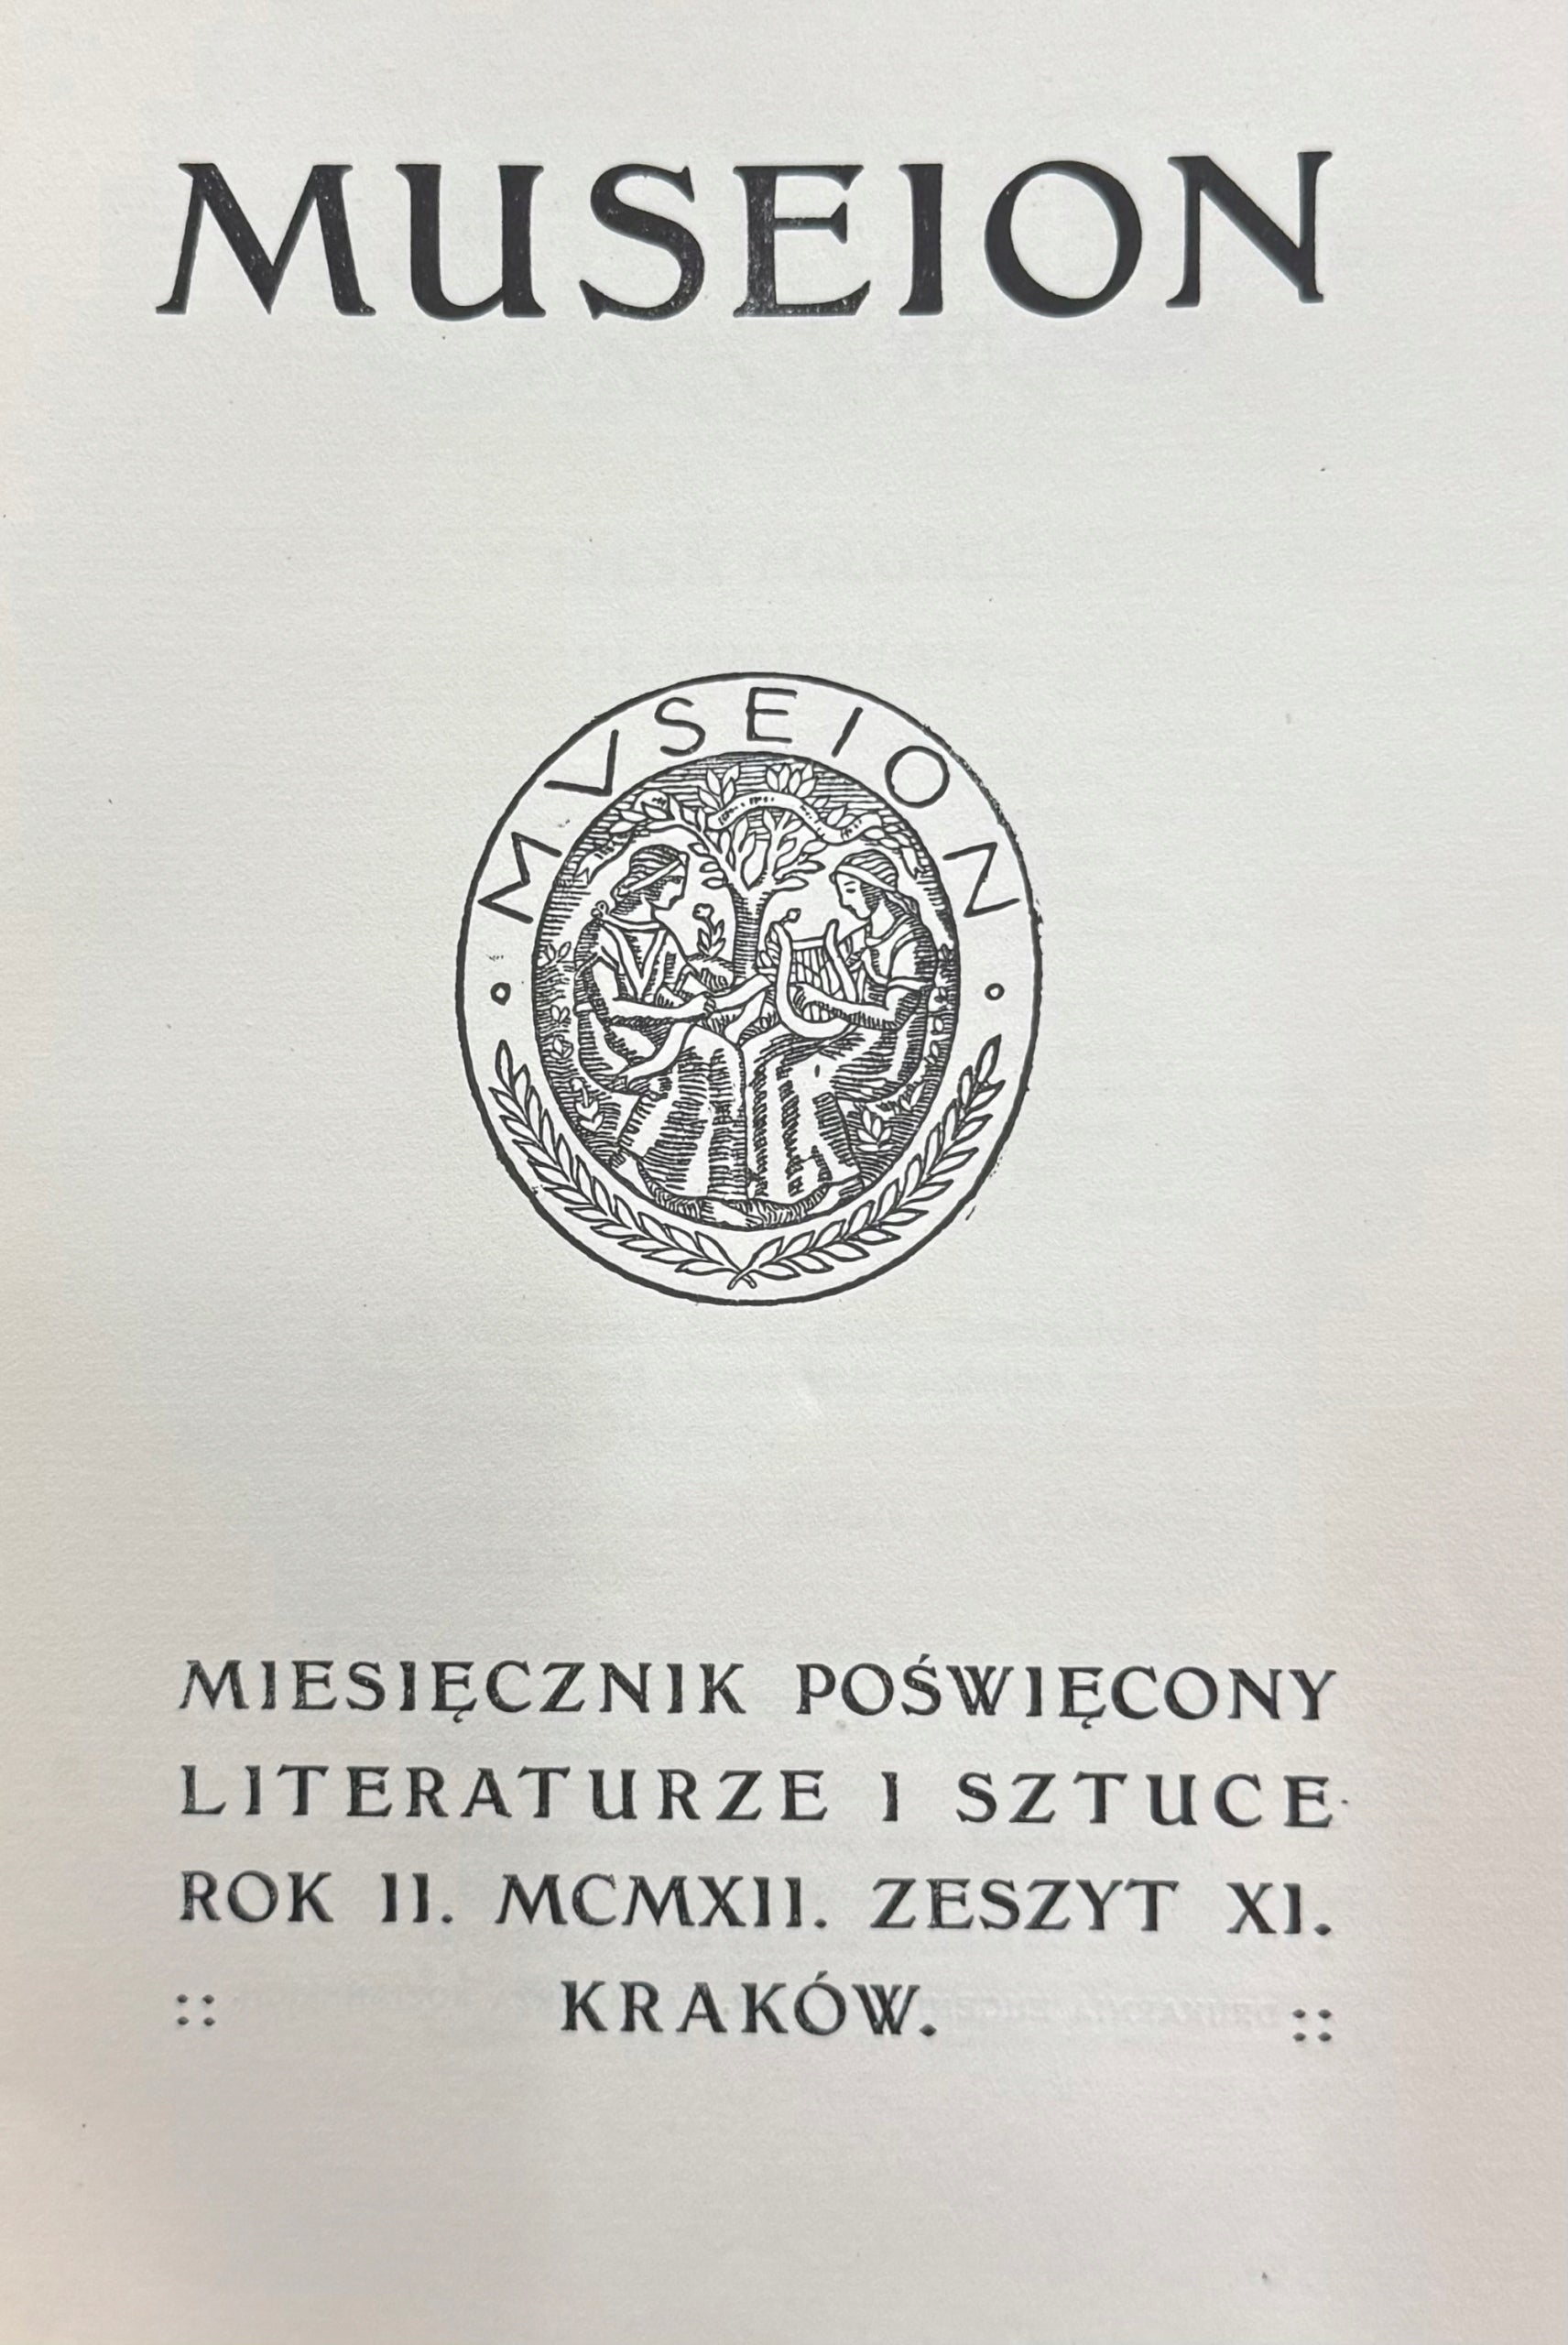 MUSEION
MVSEION
MIESIĘCZNIK POŚWIĘCONY
LITERATURZE I SZTUCE
ROK II. MCMXII. ZESZYT XI.
:: KRAKÓW. ::